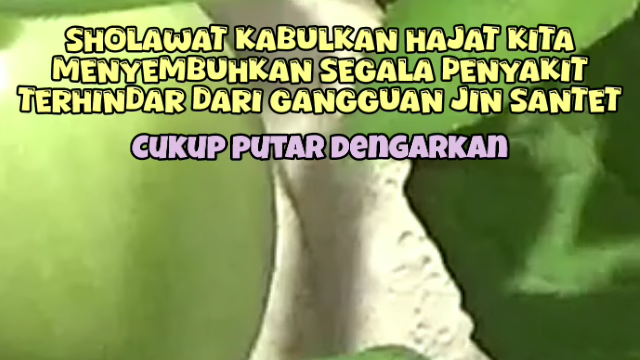 SHOLAWAT KABULKAN HAJAT KITA
MENYEMBUHKAN SEGALA PENYAKIT
TERHINDAR DARI GANGGUAN JIN SANTET
CUKUP PUTAR DENGARKAN